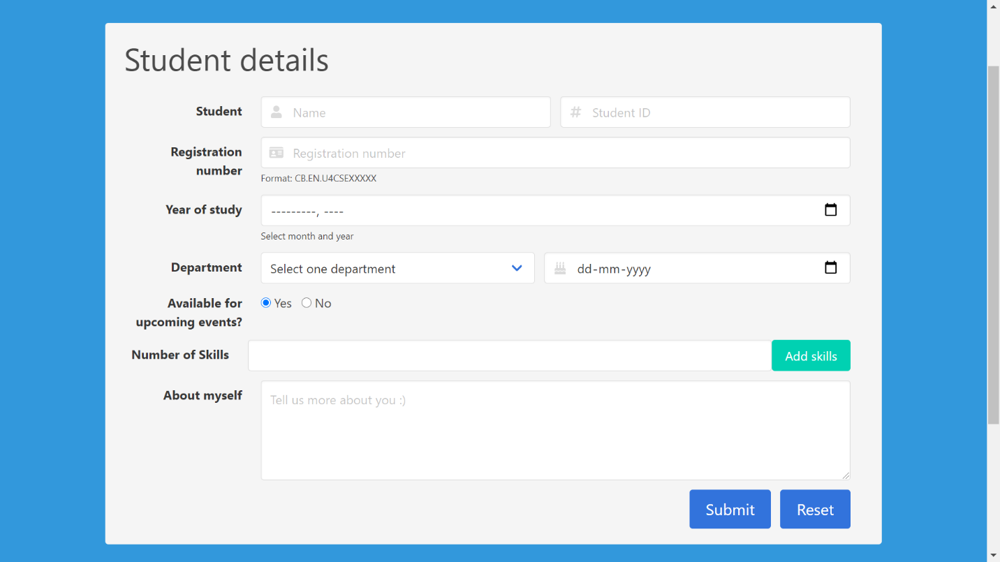 Student details
Student
Name
# Student ID
Registration
number
Registration number
Format: CB.EN.U4CSEXXXXX
Year of study
---------, ----
Select month and year
Department
Select one department
dd-mm-yyyy
Available for
upcoming events?
Yes No
Number of Skills
Add skills
About myself
Tell us more about you :)
Submit
Reset